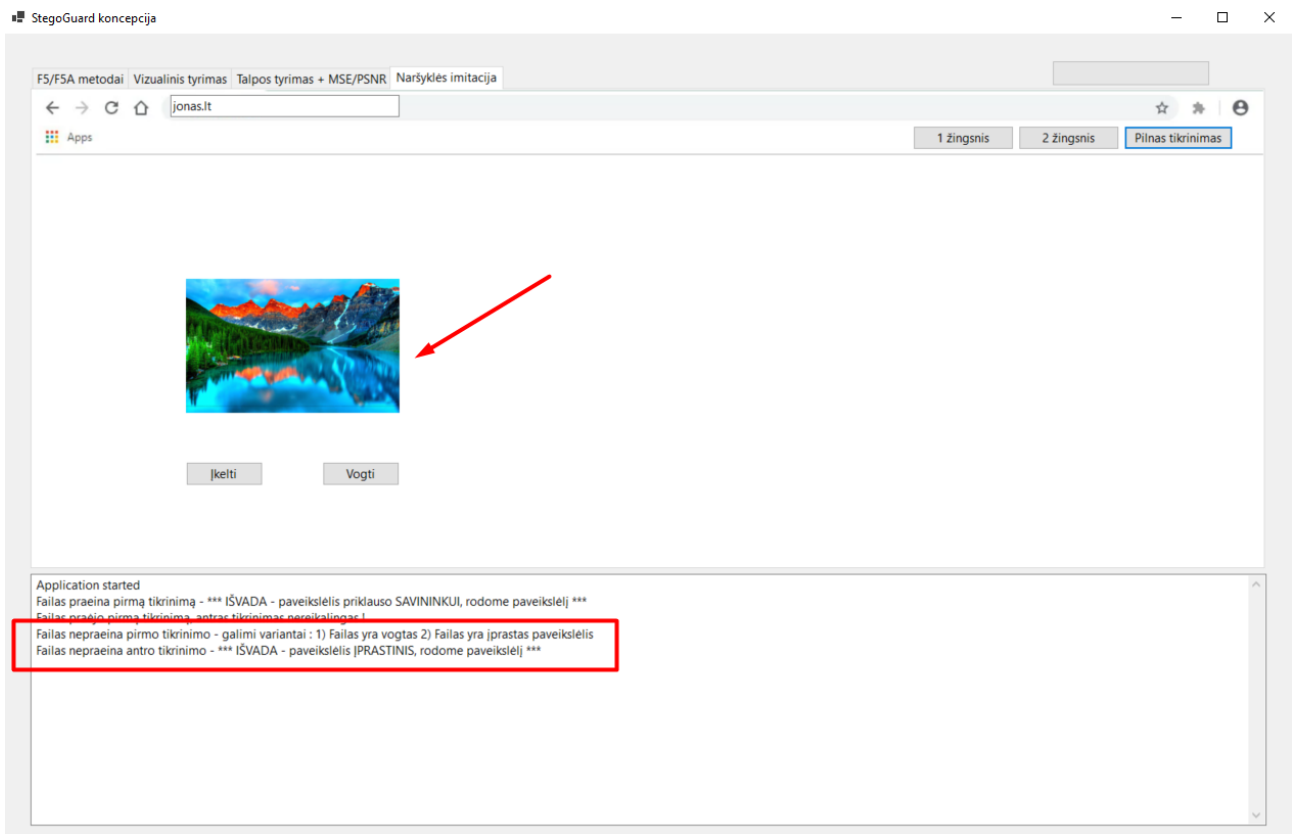 StegoGuard koncepcija
F5/F5A metodai Vizualinis tyrimas Talpos tyrimas + MSE/PSNR Naršyklės imitacija
jonas.lt
Apps
1 žingsnis 2 žingsnis Pilnas tikrinimas
Įkelti Vogti
Application started
Failas praeina pirmą tikrinimą - *** IŠVADA - paveikslėlis priklauso SAVININKUI, rodome paveikslėlį ***
Failas praėjo pirmą tikrinimą, antras tikrinimas nereikalingas !
Failas nepraeina pirmo tikrinimo - galimi variantai : 1) Failas yra vogtas 2) Failas yra įprastas paveikslėlis
Failas nepraeina antro tikrinimo - *** IŠVADA - paveikslėlis ĮPRASTINIS, rodome paveikslėlį ***